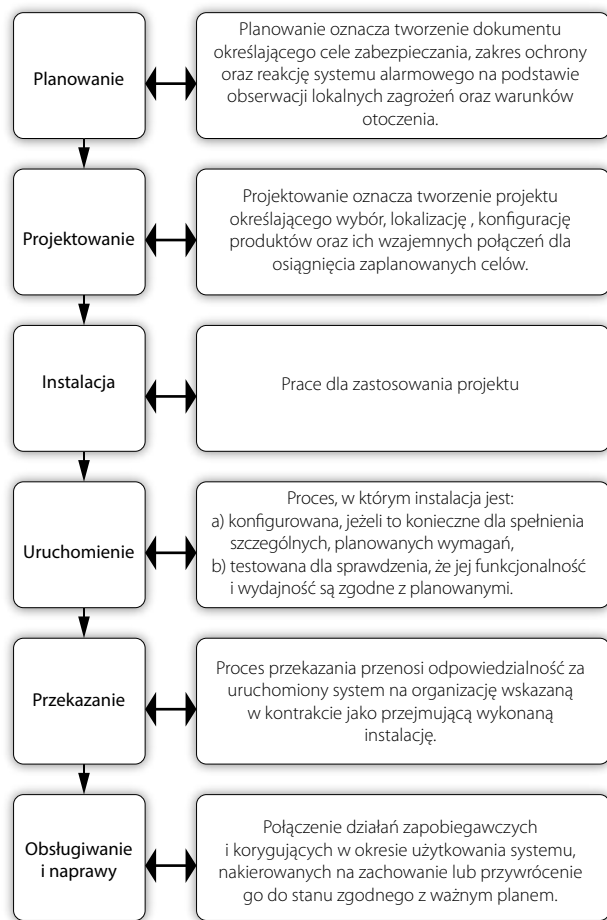 Planowanie
Planowanie oznacza tworzenie dokumentu
określającego cele zabezpieczania, zakres ochrony
oraz reakcję systemu alarmowego na podstawie
obserwacji lokalnych zagrożeń oraz warunków
otoczenia.
Projektowanie
Projektowanie oznacza tworzenie projektu
określającego wybór, lokalizację , konfigurację
produktów oraz ich wzajemnych połączeń dla
osiągnięcia zaplanowanych celów.
Instalacja
Prace dla zastosowania projektu
Uruchomienie
Proces, w którym instalacja jest:
a) konfigurowana, jeżeli to konieczne dla spełnienia
szczególnych, planowanych wymagań,
b) testowana dla sprawdzenia, że jej funkcjonalność
i wydajność są zgodne z planowanymi.
Przekazanie
Proces przekazania przenosi odpowiedzialność za
uruchomiony system na organizację wskazaną
w kontrakcie jako przejmującą wykonaną
instalację.
Obsługiwanie
i naprawy
Połączenie działań zapobiegawczych
i korygujących w okresie użytkowania systemu,
nakierowanych na zachowanie lub przywrócenie
go do stanu zgodnego z ważnym planem.